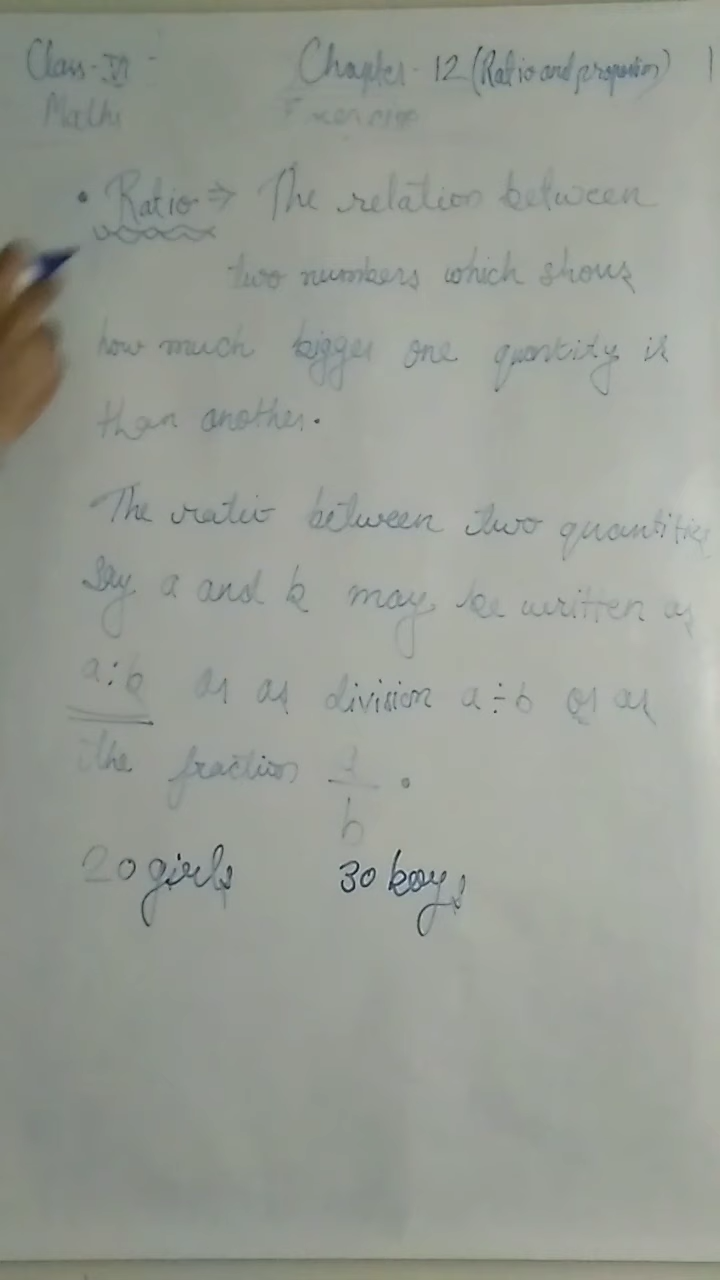 Class-VI Chapter-12 (Ratio and proportion) 1
Maths Exercise
• Ratio ⇒ The relation between
two numbers which shows
how much bigger one quantity is
than another.
The ratio between two quantities
say a and b may be written as
a:b or as division a÷b or as
the fraction a/b .
20 girls 30 boys